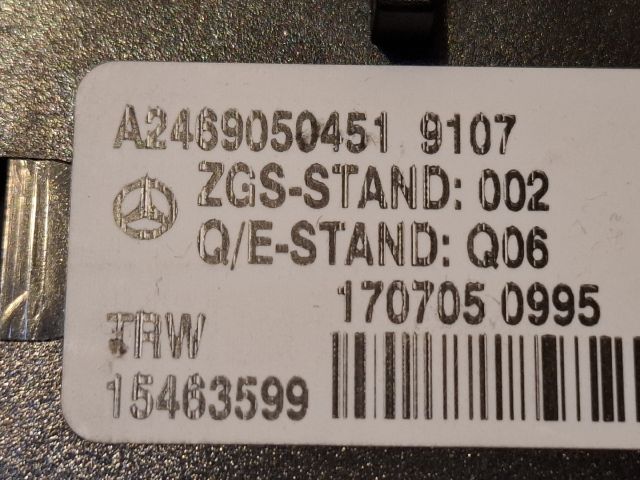 A2469050451 9107
ZGS-STAND: 002
Q/E-STAND: Q06
170705 0995
TRW
15463599